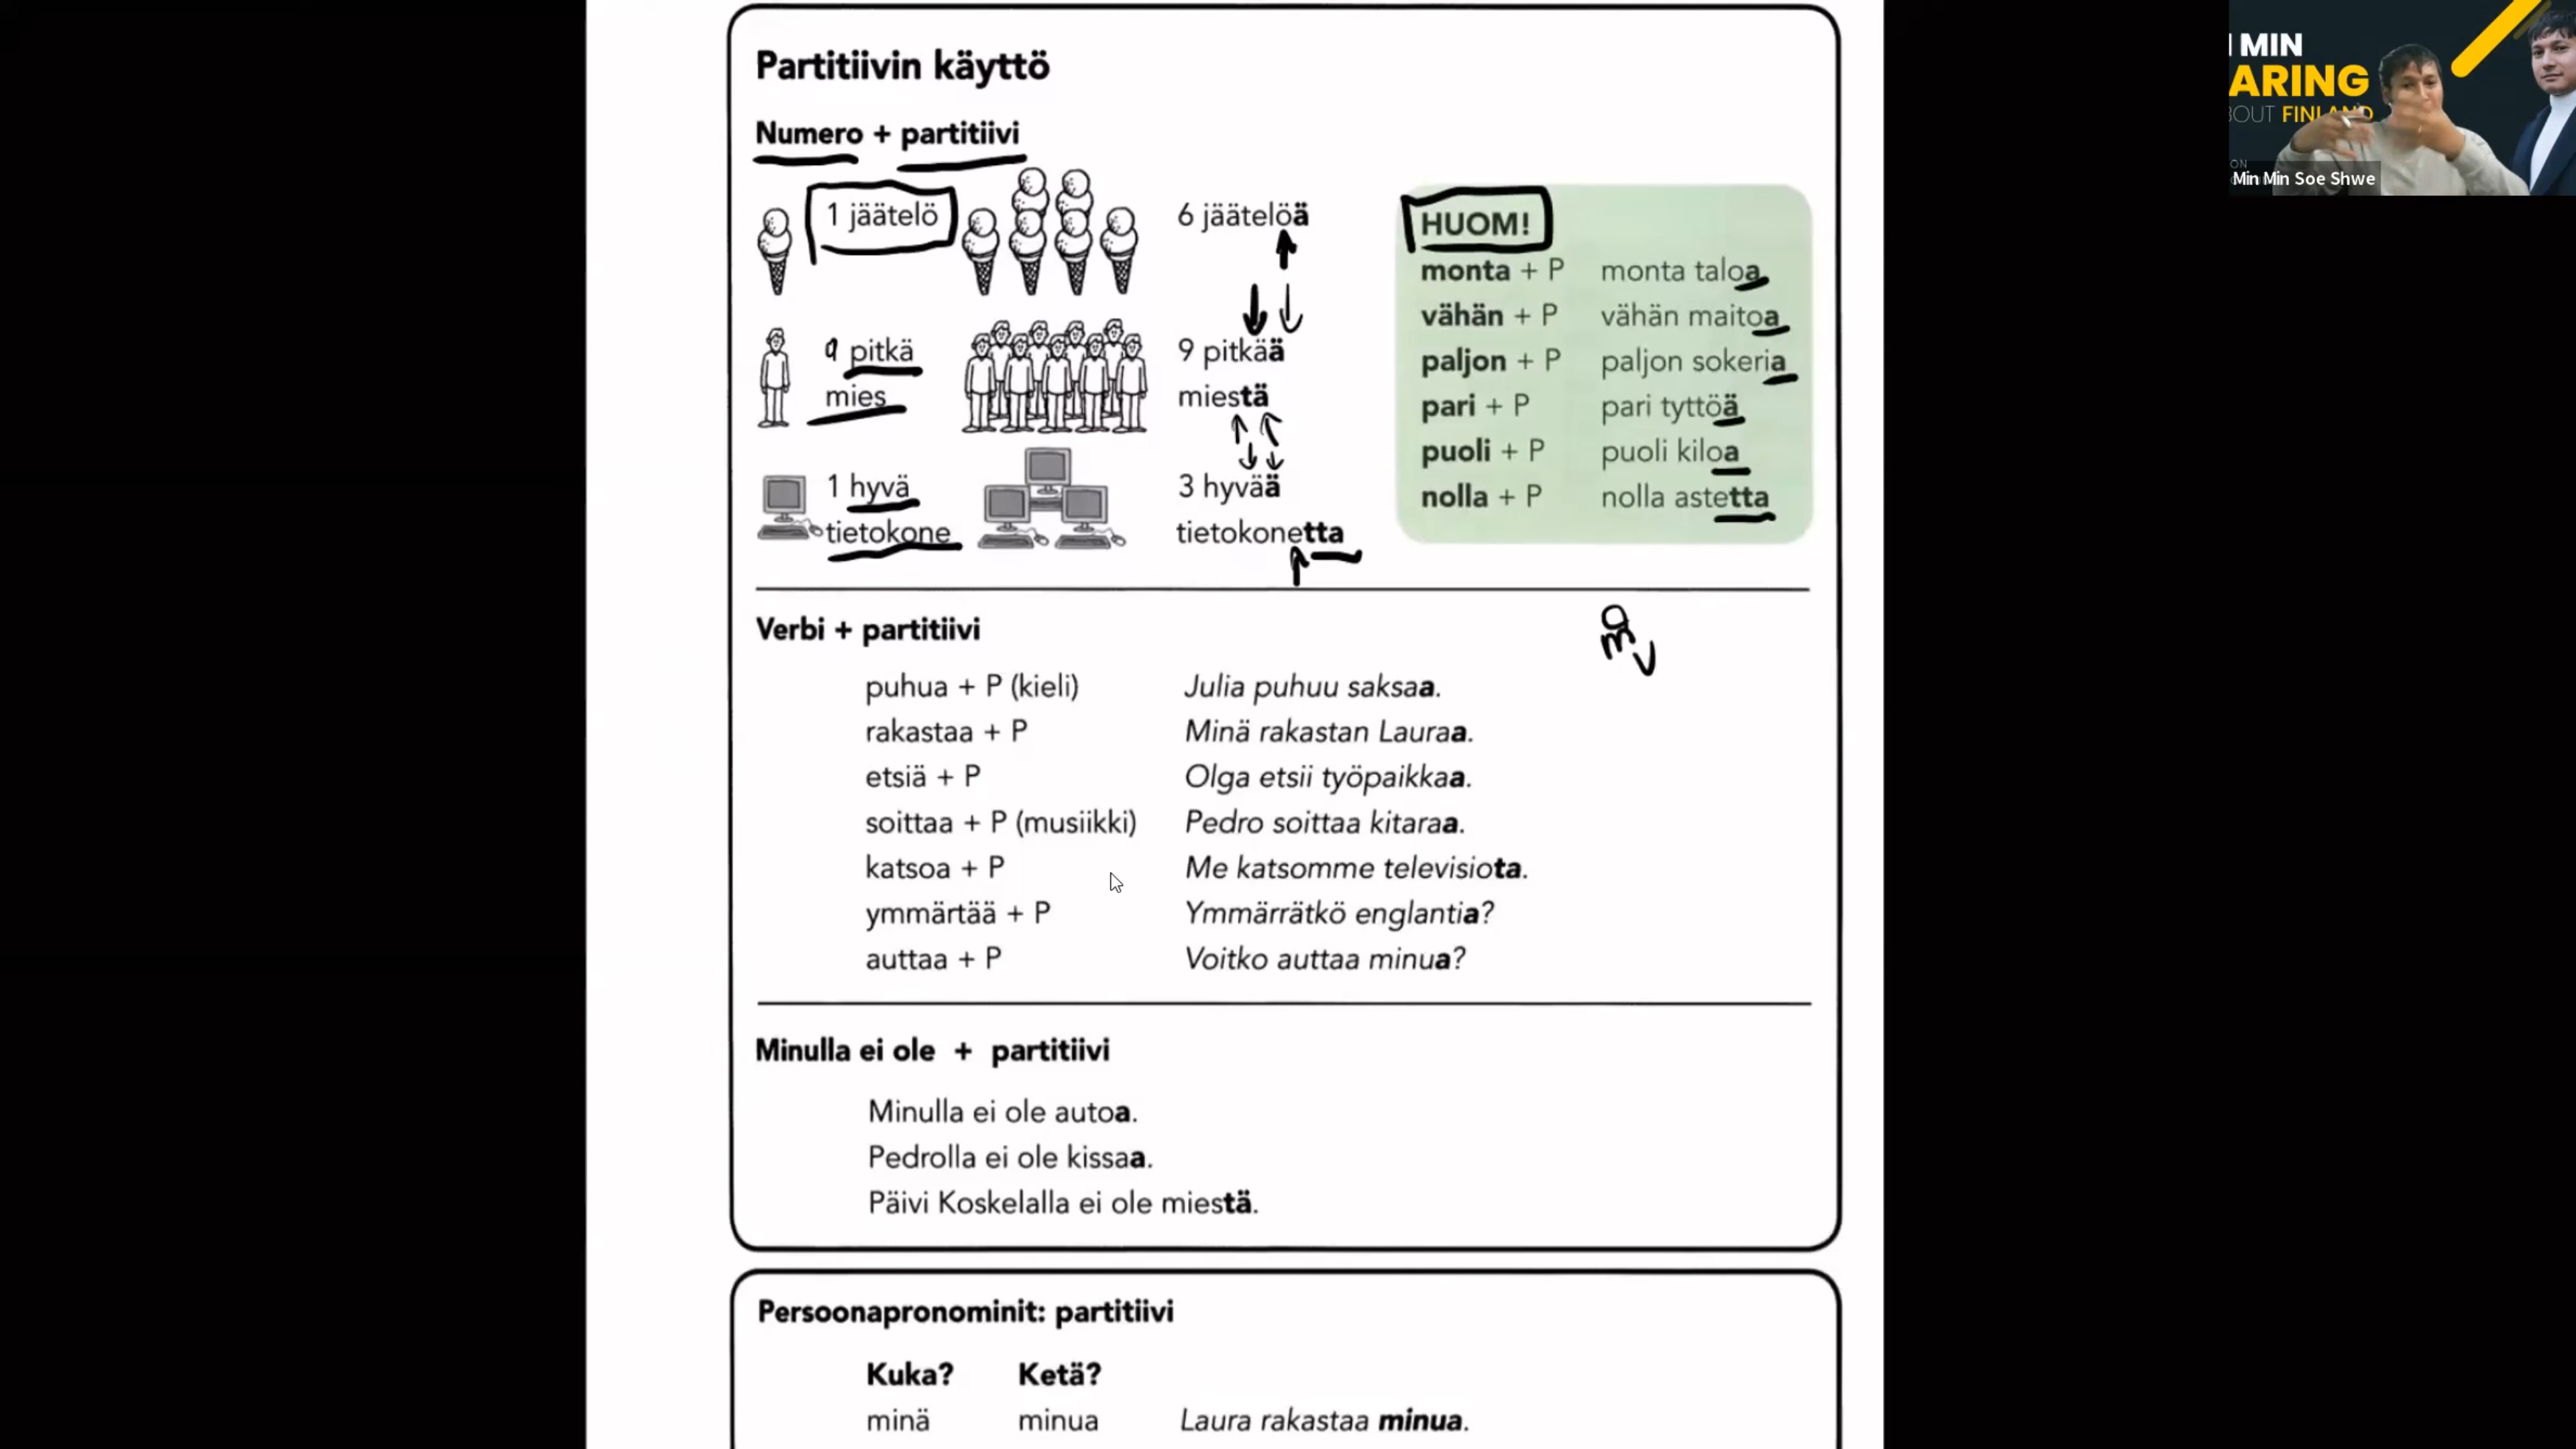 Partitiivin käyttö
Numero + partitiivi
1 jäätelö
6 jäätelöä
9 pitkä
mies
9 pitkää
miestä
1 hyvä
tietokone
3 hyvää
tietokonetta
HUOM!
monta + P monta taloa
vähän + P vähän maitoa
paljon + P paljon sokeria
pari + P pari tyttöä
puoli + P puoli kiloa
nolla + P nolla astetta
Verbi + partitiivi
puhua + P (kieli) Julia puhuu saksaa.
rakastaa + P Minä rakastan Lauraa.
etsiä + P Olga etsii työpaikkaa.
soittaa + P (musiikki) Pedro soittaa kitaraa.
katsoa + P Me katsomme televisiota.
ymmärtää + P Ymmärrätkö englantia?
auttaa + P Voitko auttaa minua?
Minulla ei ole + partitiivi
Minulla ei ole autoa.
Pedrolla ei ole kissaa.
Päivi Koskelalla ei ole miestä.
Persoonapronominit: partitiivi
Kuka? Ketä?
minä minua Laura rakastaa minua.
MIN
ARING
BOUT FINLAND
ON
Min Min Soe Shwe